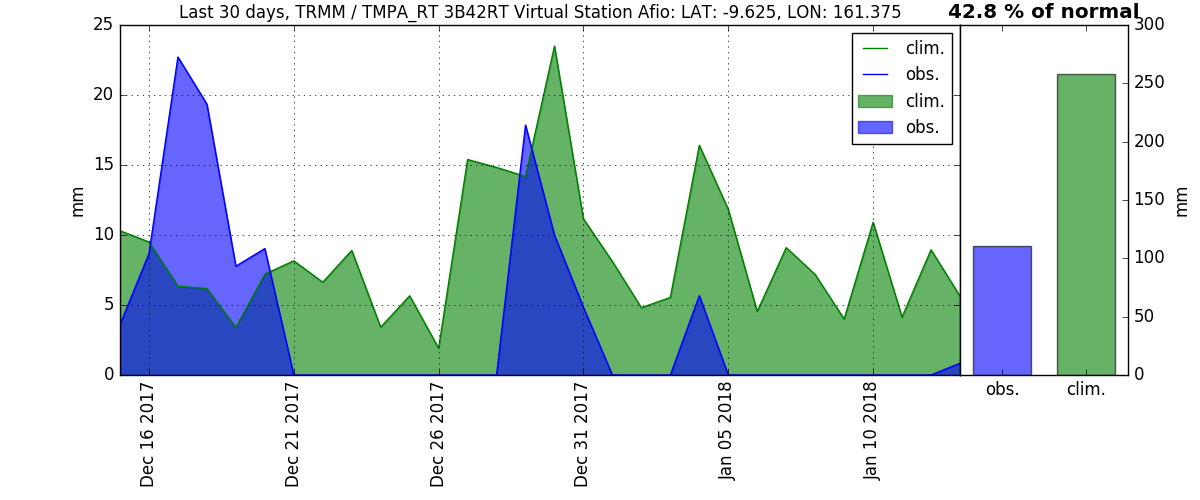 Last 30 days, TRMM / TMPA_RT 3B42RT Virtual Station Afio: LAT: -9.625, LON: 161.375
42.8 % of normal
25
20
15
10
5
0
mm
clim.
obs.
clim.
obs.
300
250
200
150
100
50
0
mm
Dec 16 2017
Dec 21 2017
Dec 26 2017
Dec 31 2017
Jan 05 2018
Jan 10 2018
obs.
clim.